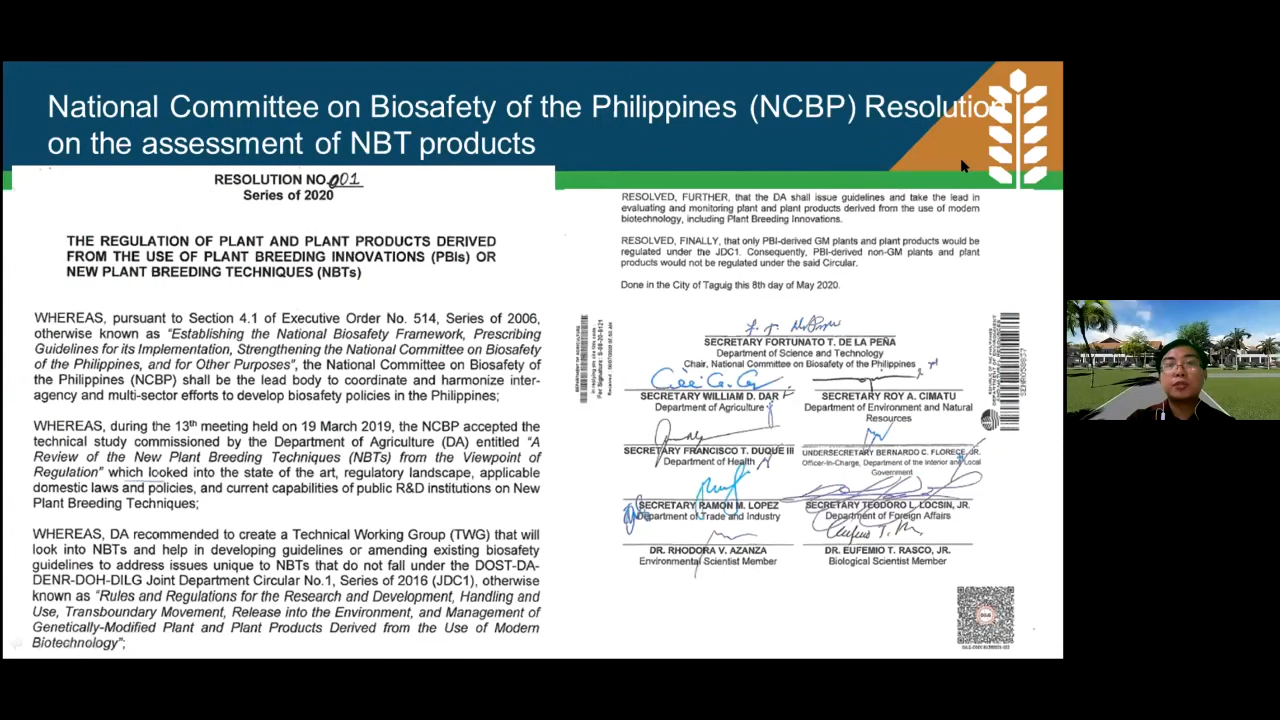 National Committee on Biosafety of the Philippines (NCBP) Resolution
on the assessment of NBT products
RESOLUTION NO. 001
Series of 2020
THE REGULATION OF PLANT AND PLANT PRODUCTS DERIVED
FROM THE USE OF PLANT BREEDING INNOVATIONS (PBIs) OR
NEW PLANT BREEDING TECHNIQUES (NBTs)
WHEREAS, pursuant to Section 4.1 of Executive Order No. 514, Series of 2006,
otherwise known as "Establishing the National Biosafety Framework, Prescribing
Guidelines for its Implementation, Strengthening the National Committee on Biosafety
of the Philippines, and for Other Purposes", the National Committee on Biosafety of
the Philippines (NCBP) shall be the lead body to coordinate and harmonize inter-
agency and multi-sector efforts to develop biosafety policies in the Philippines;
WHEREAS, during the 13th meeting held on 19 March 2019, the NCBP accepted the
technical study commissioned by the Department of Agriculture (DA) entitled "A
Review of the New Plant Breeding Techniques (NBTs) from the Viewpoint of
Regulation" which looked into the state of the art, regulatory landscape, applicable
domestic laws and policies, and current capabilities of public R&D institutions on New
Plant Breeding Techniques;
WHEREAS, DA recommended to create a Technical Working Group (TWG) that will
look into NBTs and help in developing guidelines or amending existing biosafety
guidelines to address issues unique to NBTs that do not fall under the DOST-DA-
DENR-DOH-DILG Joint Department Circular No.1, Series of 2016 (JDC1), otherwise
known as "Rules and Regulations for the Research and Development, Handling and
Use, Transboundary Movement, Release into the Environment, and Management of
Genetically-Modified Plant and Plant Products Derived from the Use of Modern
Biotechnology";
RESOLVED, FURTHER, that the DA shall issue guidelines and take the lead in
evaluating and monitoring plant and plant products derived from the use of modern
biotechnology, including Plant Breeding Innovations.
RESOLVED, FINALLY, that only PBI-derived GM plants and plant products would be
regulated under the JDC1. Consequently, PBI-derived non-GM plants and plant
products would not be regulated under the said Circular.
Done in the City of Taguig this 8th day of May 2020.
SECRETARY FORTUNATO T. DE LA PEÑA
Department of Science and Technology
Chair, National Committee on Biosafety of the Philippines
SECRETARY WILLIAM D. DAR
Department of Agriculture
SECRETARY ROY A. CIMATU
Department of Environment and Natural
Resources
SECRETARY FRANCISCO T. DUQUE III
Department of Health
UNDERSECRETARY BERNARDO C. FLORECE, JR.
Officer-In-Charge, Department of the Interior and Local
Government
SECRETARY RAMON M. LOPEZ
Department of Trade and Industry
SECRETARY TEODORO L. LOCSIN, JR.
Department of Foreign Affairs
DR. RHODORA V. AZANZA
Environmental Scientist Member
DR. EUFEMIO T. RASCO, JR.
Biological Scientist Member